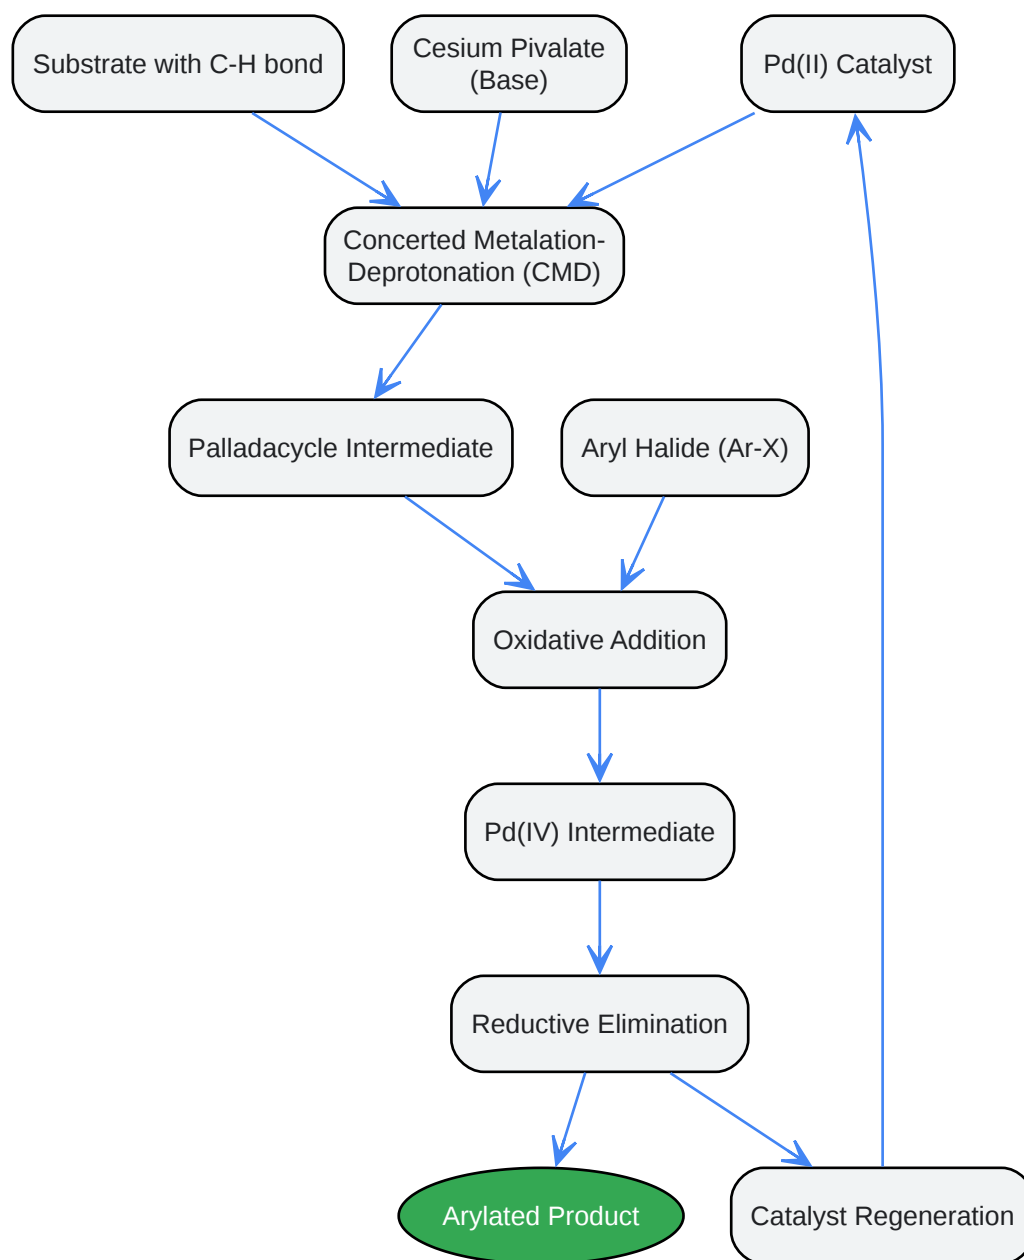 Substrate with C-H bond
Cesium Pivalate
(Base)
Pd(II) Catalyst
Concerted Metalation-
Deprotonation (CMD)
Palladacycle Intermediate
Aryl Halide (Ar-X)
Oxidative Addition
Pd(IV) Intermediate
Reductive Elimination
Arylated Product
Catalyst Regeneration